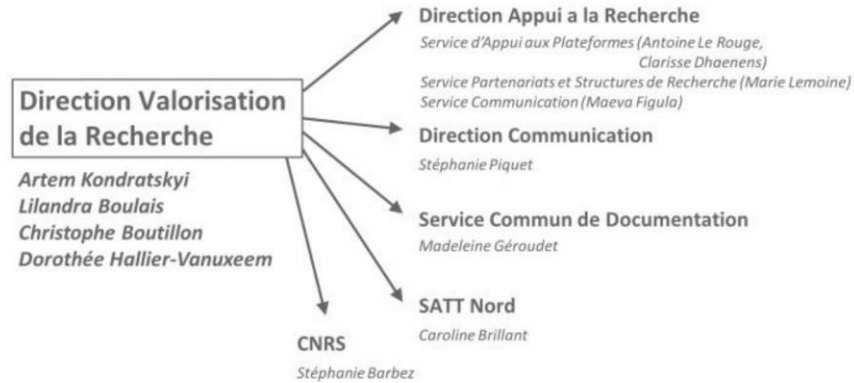 Direction Valorisation
de la Recherche
Artem Kondratskyi
Lilandra Boulais
Christophe Boutillon
Dorothée Hallier-Vanuxeem
Direction Appui a la Recherche
Service d'Appui aux Plateformes (Antoine Le Rouge,
Clarisse Dhaenens)
Service Partenariats et Structures de Recherche (Marie Lemoine)
Service Communication (Maeva Figula)
Direction Communication
Stéphanie Piquet
Service Commun de Documentation
Madeleine Géroudet
SATT Nord
Caroline Brillant
CNRS
Stéphanie Barbez